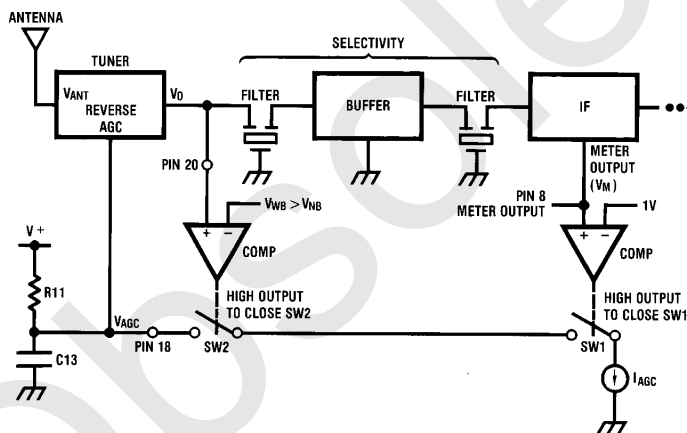 ANTENNA
SELECTIVITY
TUNER
VANT
REVERSE
AGC
VO
FILTER
BUFFER
FILTER
IF
PIN 20
METER
OUTPUT
(VM)
VWB > VNB
PIN 8
METER OUTPUT
1V
+ −
COMP
+ −
COMP
V+
R11
HIGH OUTPUT
TO CLOSE SW2
HIGH OUTPUT
TO CLOSE SW1
VAGC
PIN 18
SW2
SW1
C13
IAGC
obsolete